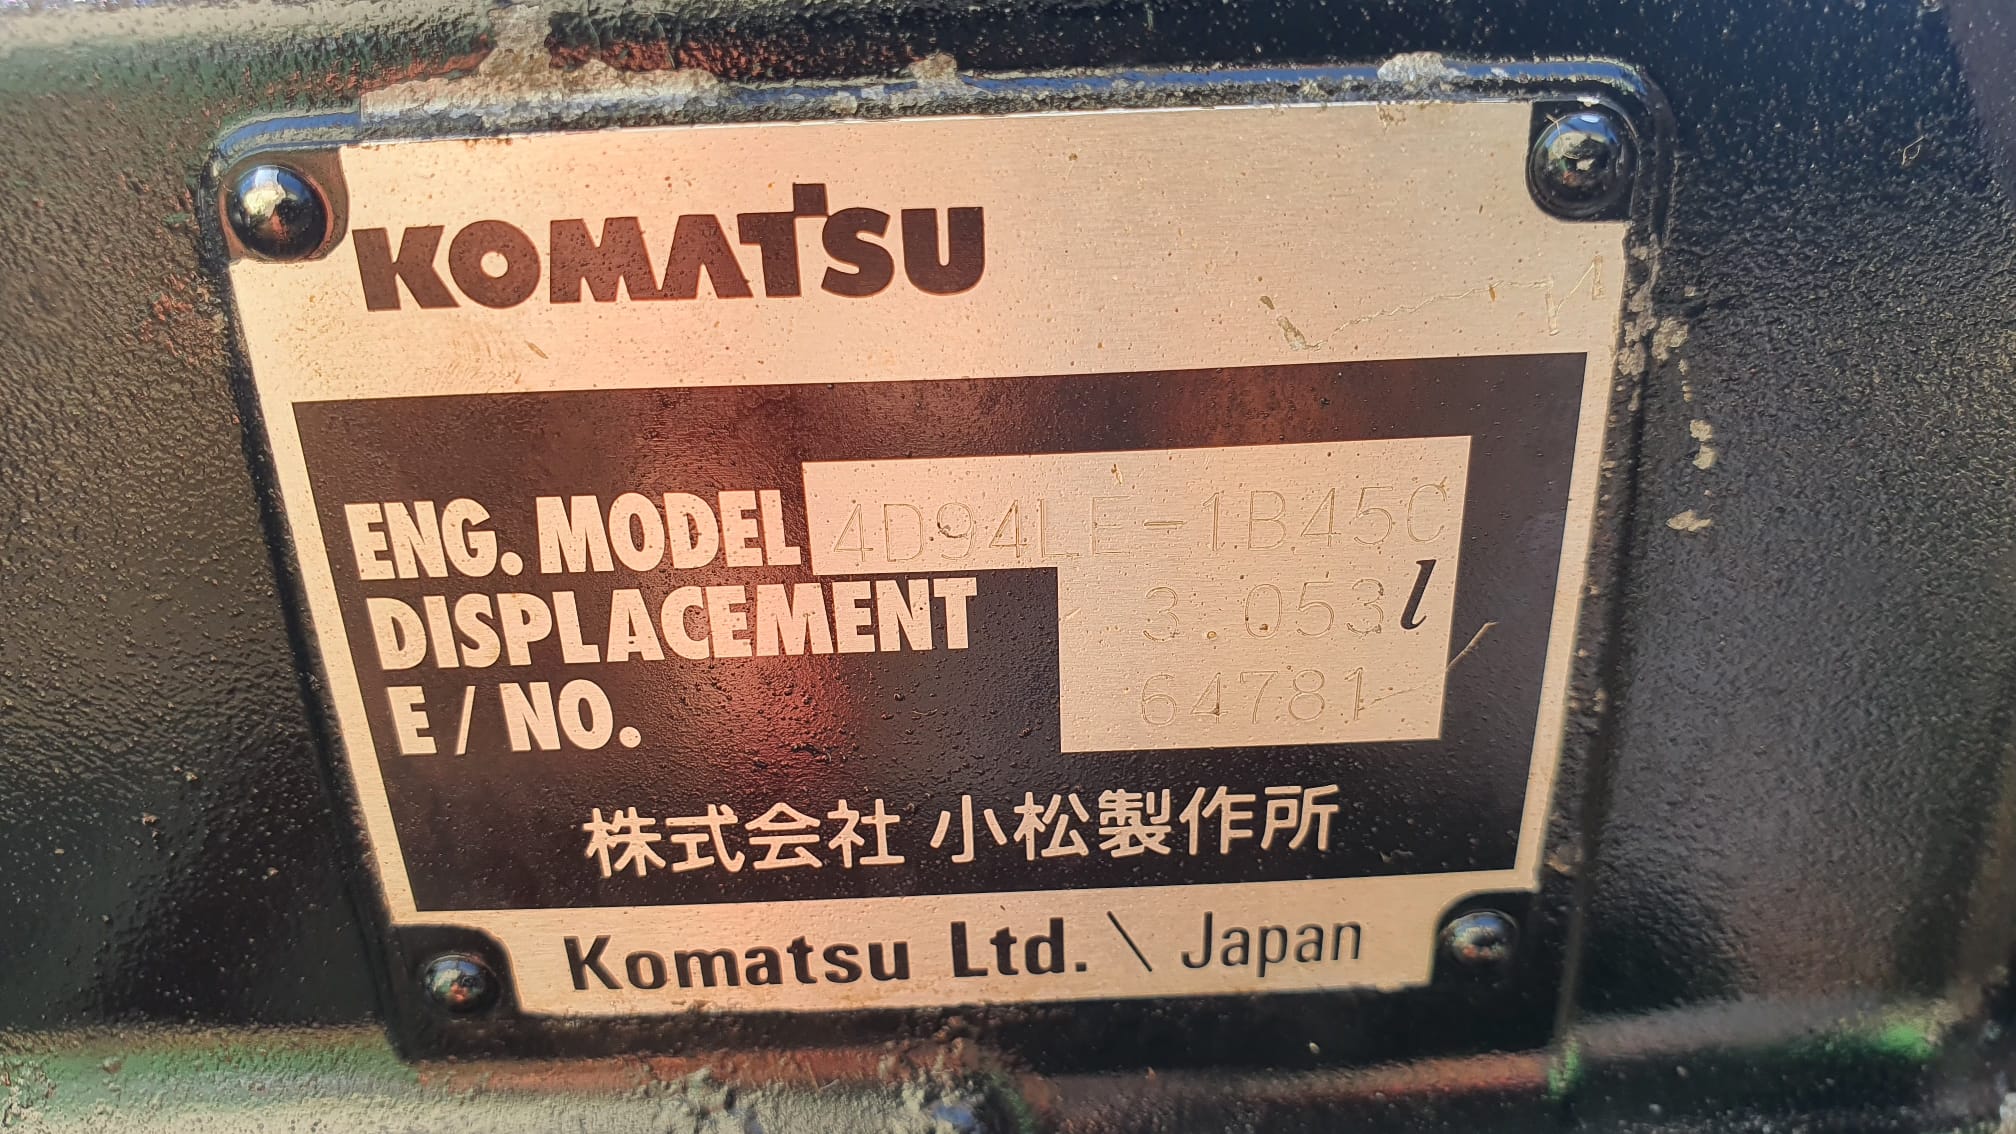 KOMATSU
ENG. MODEL 4D94LE-1B45C
DISPLACEMENT 3.053 l
E / NO. 64781
株式会社 小松製作所
Komatsu Ltd. \ Japan